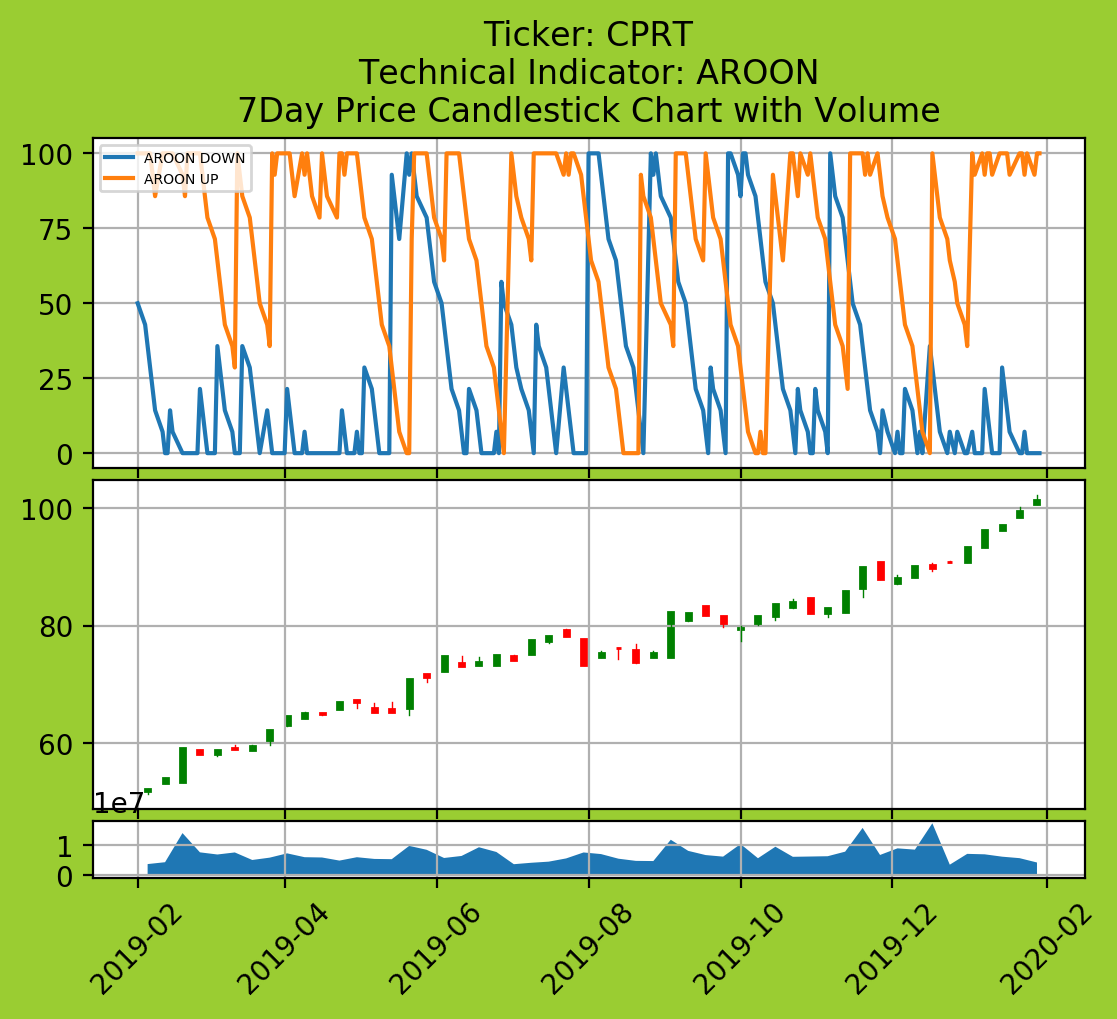 Ticker: CPRT
Technical Indicator: AROON
7Day Price Candlestick Chart with Volume
100
75
50
25
0
AROON DOWN
AROON UP
100
80
60
1e7
1
0
2019-02
2019-04
2019-06
2019-08
2019-10
2019-12
2020-02